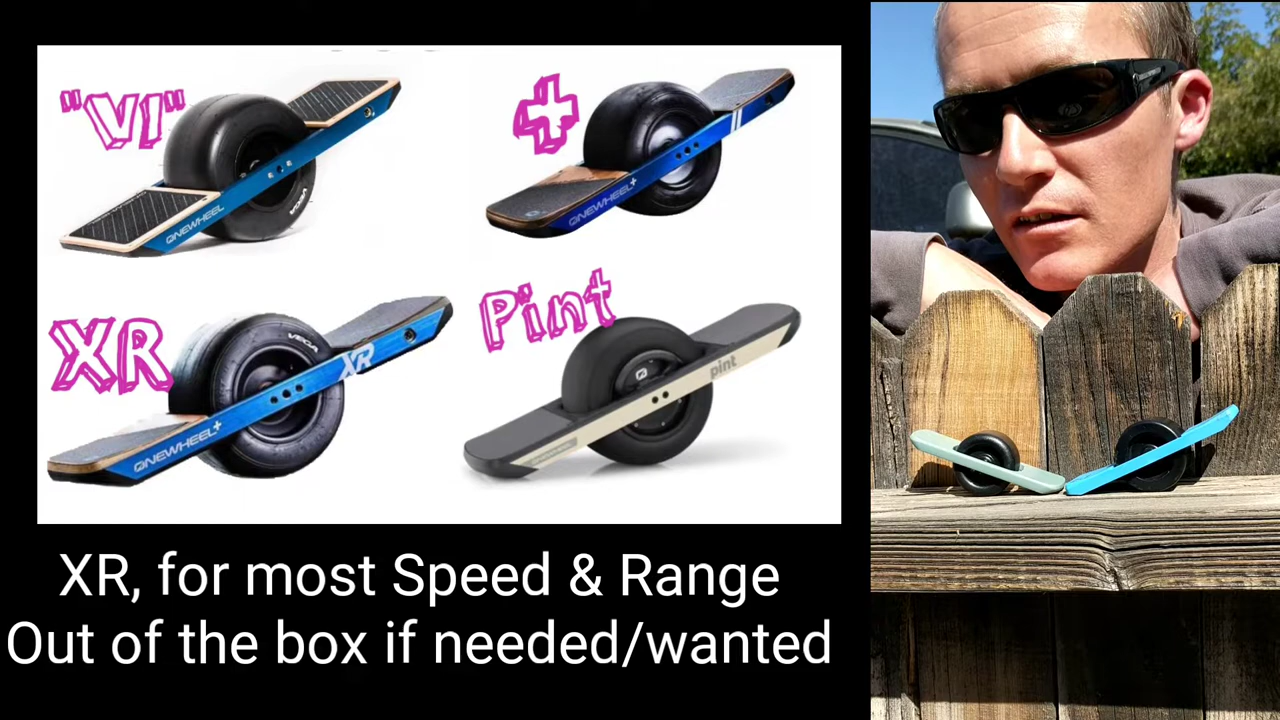 "V1"
+
VEGA
ONEWHEEL
ONEWHEEL+
XR
VEGA
XR
ONEWHEEL+
Pint
pint
XR, for most Speed & Range
Out of the box if needed/wanted